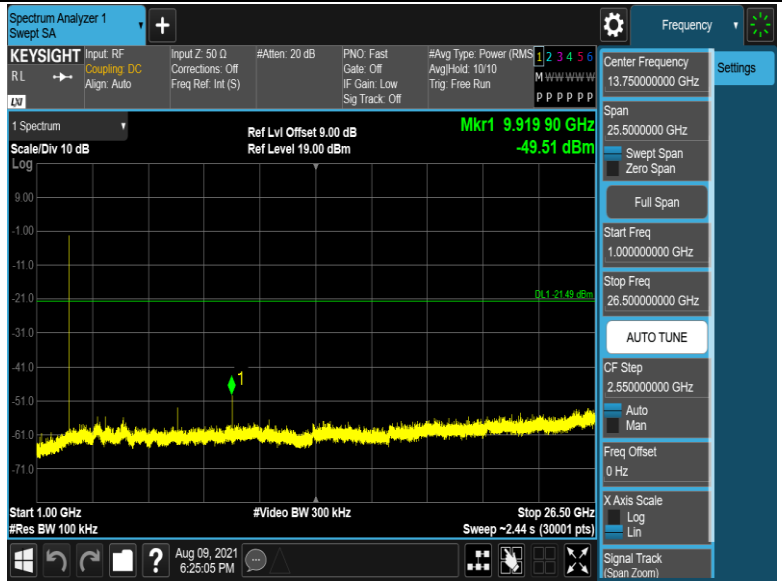 Spectrum Analyzer 1
Swept SA
+
Frequency
KEYSIGHT
RL
LXI
Input: RF
Coupling: DC
Align: Auto
Input Z: 50 Ω
Corrections: Off
Freq Ref: Int (S)
#Atten: 20 dB
PNO: Fast
Gate: Off
IF Gain: Low
Sig Track: Off
#Avg Type: Power (RMS
Avg|Hold: 10/10
Trig: Free Run
1 2 3 4 5 6
M W W W W W
P P P P P P
1 Spectrum
Scale/Div 10 dB
Log
Ref Lvl Offset 9.00 dB
Ref Level 19.00 dBm
Mkr1 9.919 90 GHz
-49.51 dBm
9.00
-1.00
-11.0
-21.0
DL1 -21.49 dBm
-31.0
-41.0
1
-51.0
-61.0
-71.0
Start 1.00 GHz
#Res BW 100 kHz
#Video BW 300 kHz
Stop 26.50 GHz
Sweep ~2.44 s (30001 pts)
Aug 09, 2021
6:25:05 PM
?
Center Frequency
13.750000000 GHz
Settings
Span
25.5000000 GHz
Swept Span
Zero Span
Full Span
Start Freq
1.000000000 GHz
Stop Freq
26.500000000 GHz
AUTO TUNE
CF Step
2.550000000 GHz
Auto
Man
Freq Offset
0 Hz
X Axis Scale
Log
Lin
Signal Track
(Span Zoom)